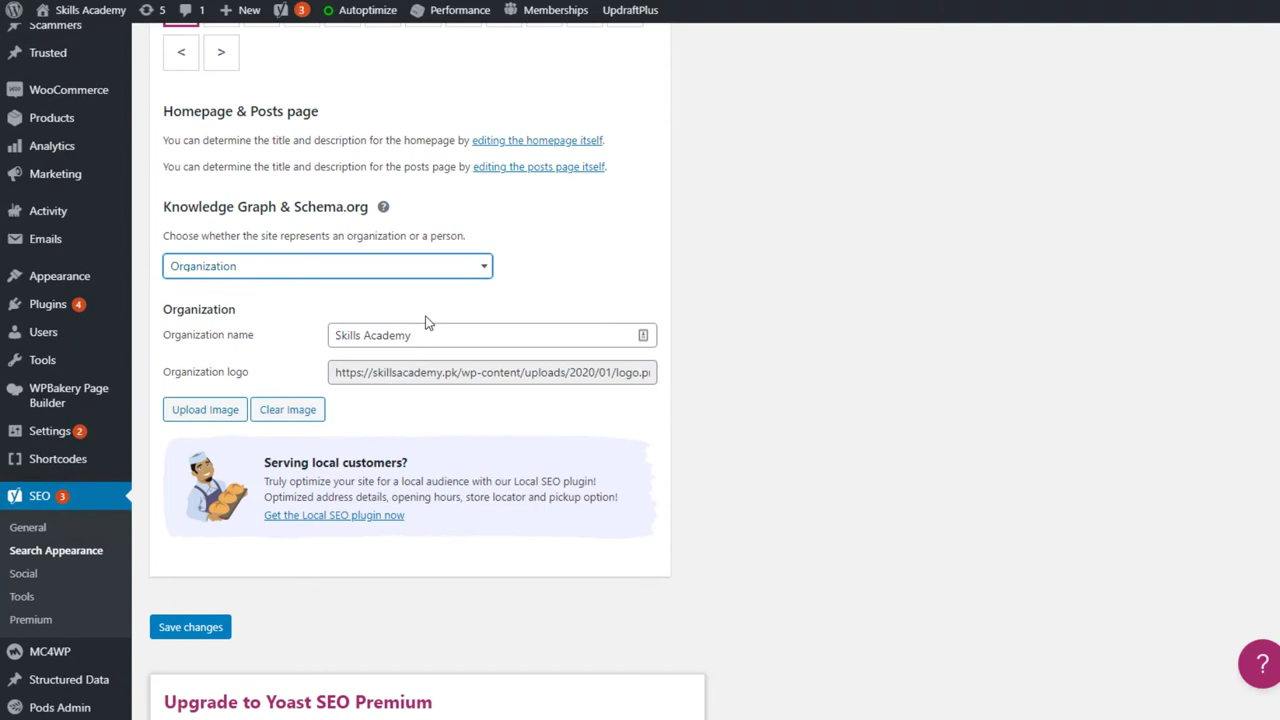 Skills Academy
5
1
New
3
Autoptimize
Performance
Memberships
UpdraftPlus
Scammers
Trusted
WooCommerce
Products
Analytics
Marketing
Activity
Emails
Appearance
Plugins 4
Users
Tools
WPBakery Page
Builder
Settings 2
Shortcodes
SEO 3
General
Search Appearance
Social
Tools
Premium
MC4WP
Structured Data
Pods Admin
< >
Homepage & Posts page
You can determine the title and description for the homepage by editing the homepage itself.
You can determine the title and description for the posts page by editing the posts page itself.
Knowledge Graph & Schema.org ?
Choose whether the site represents an organization or a person.
Organization
Organization
Organization name
Skills Academy
Organization logo
https://skillsacademy.pk/wp-content/uploads/2020/01/logo.p
Upload Image
Clear Image
Serving local customers?
Truly optimize your site for a local audience with our Local SEO plugin!
Optimized address details, opening hours, store locator and pickup option!
Get the Local SEO plugin now
Save changes
?
Upgrade to Yoast SEO Premium